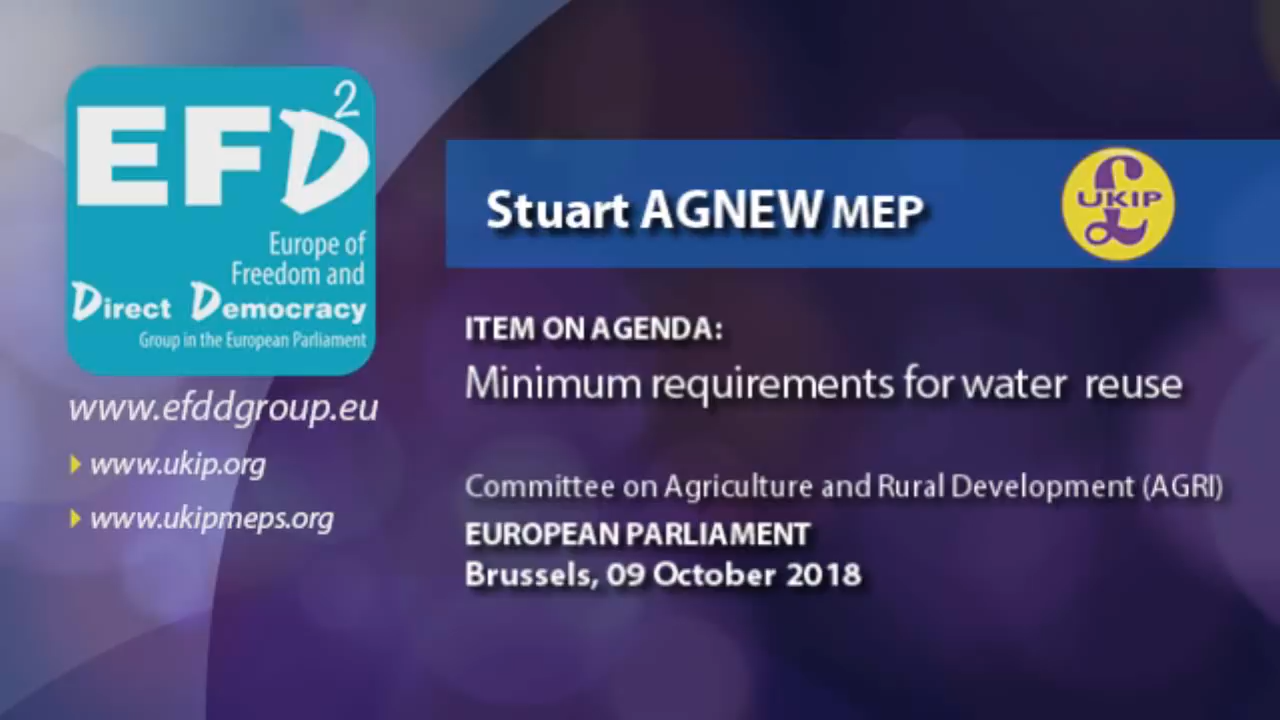 EFD²
Europe of
Freedom and
Direct Democracy
Group in the European Parliament
www.efddgroup.eu
www.ukip.org
www.ukipmeps.org
Stuart AGNEW MEP
UKIP
ITEM ON AGENDA:
Minimum requirements for water reuse
Committee on Agriculture and Rural Development (AGRI)
EUROPEAN PARLIAMENT
Brussels, 09 October 2018